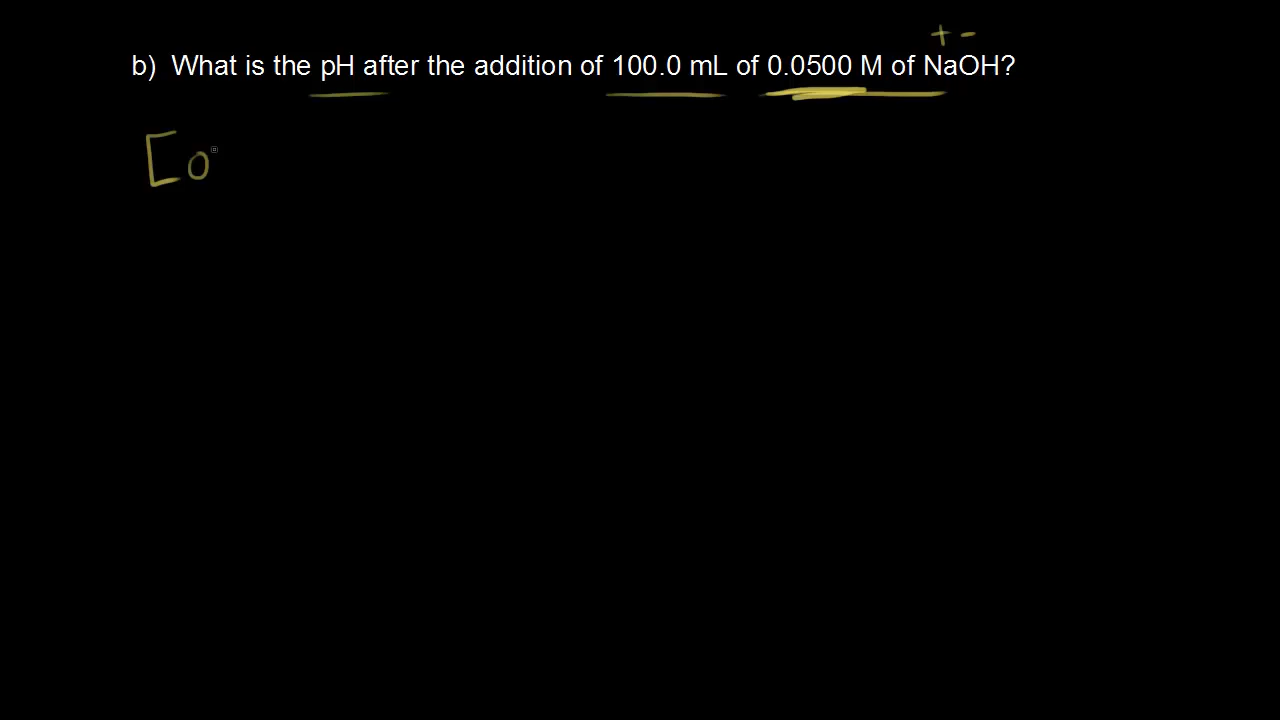 + -
b) What is the pH after the addition of 100.0 mL of 0.0500 M of NaOH?
[O